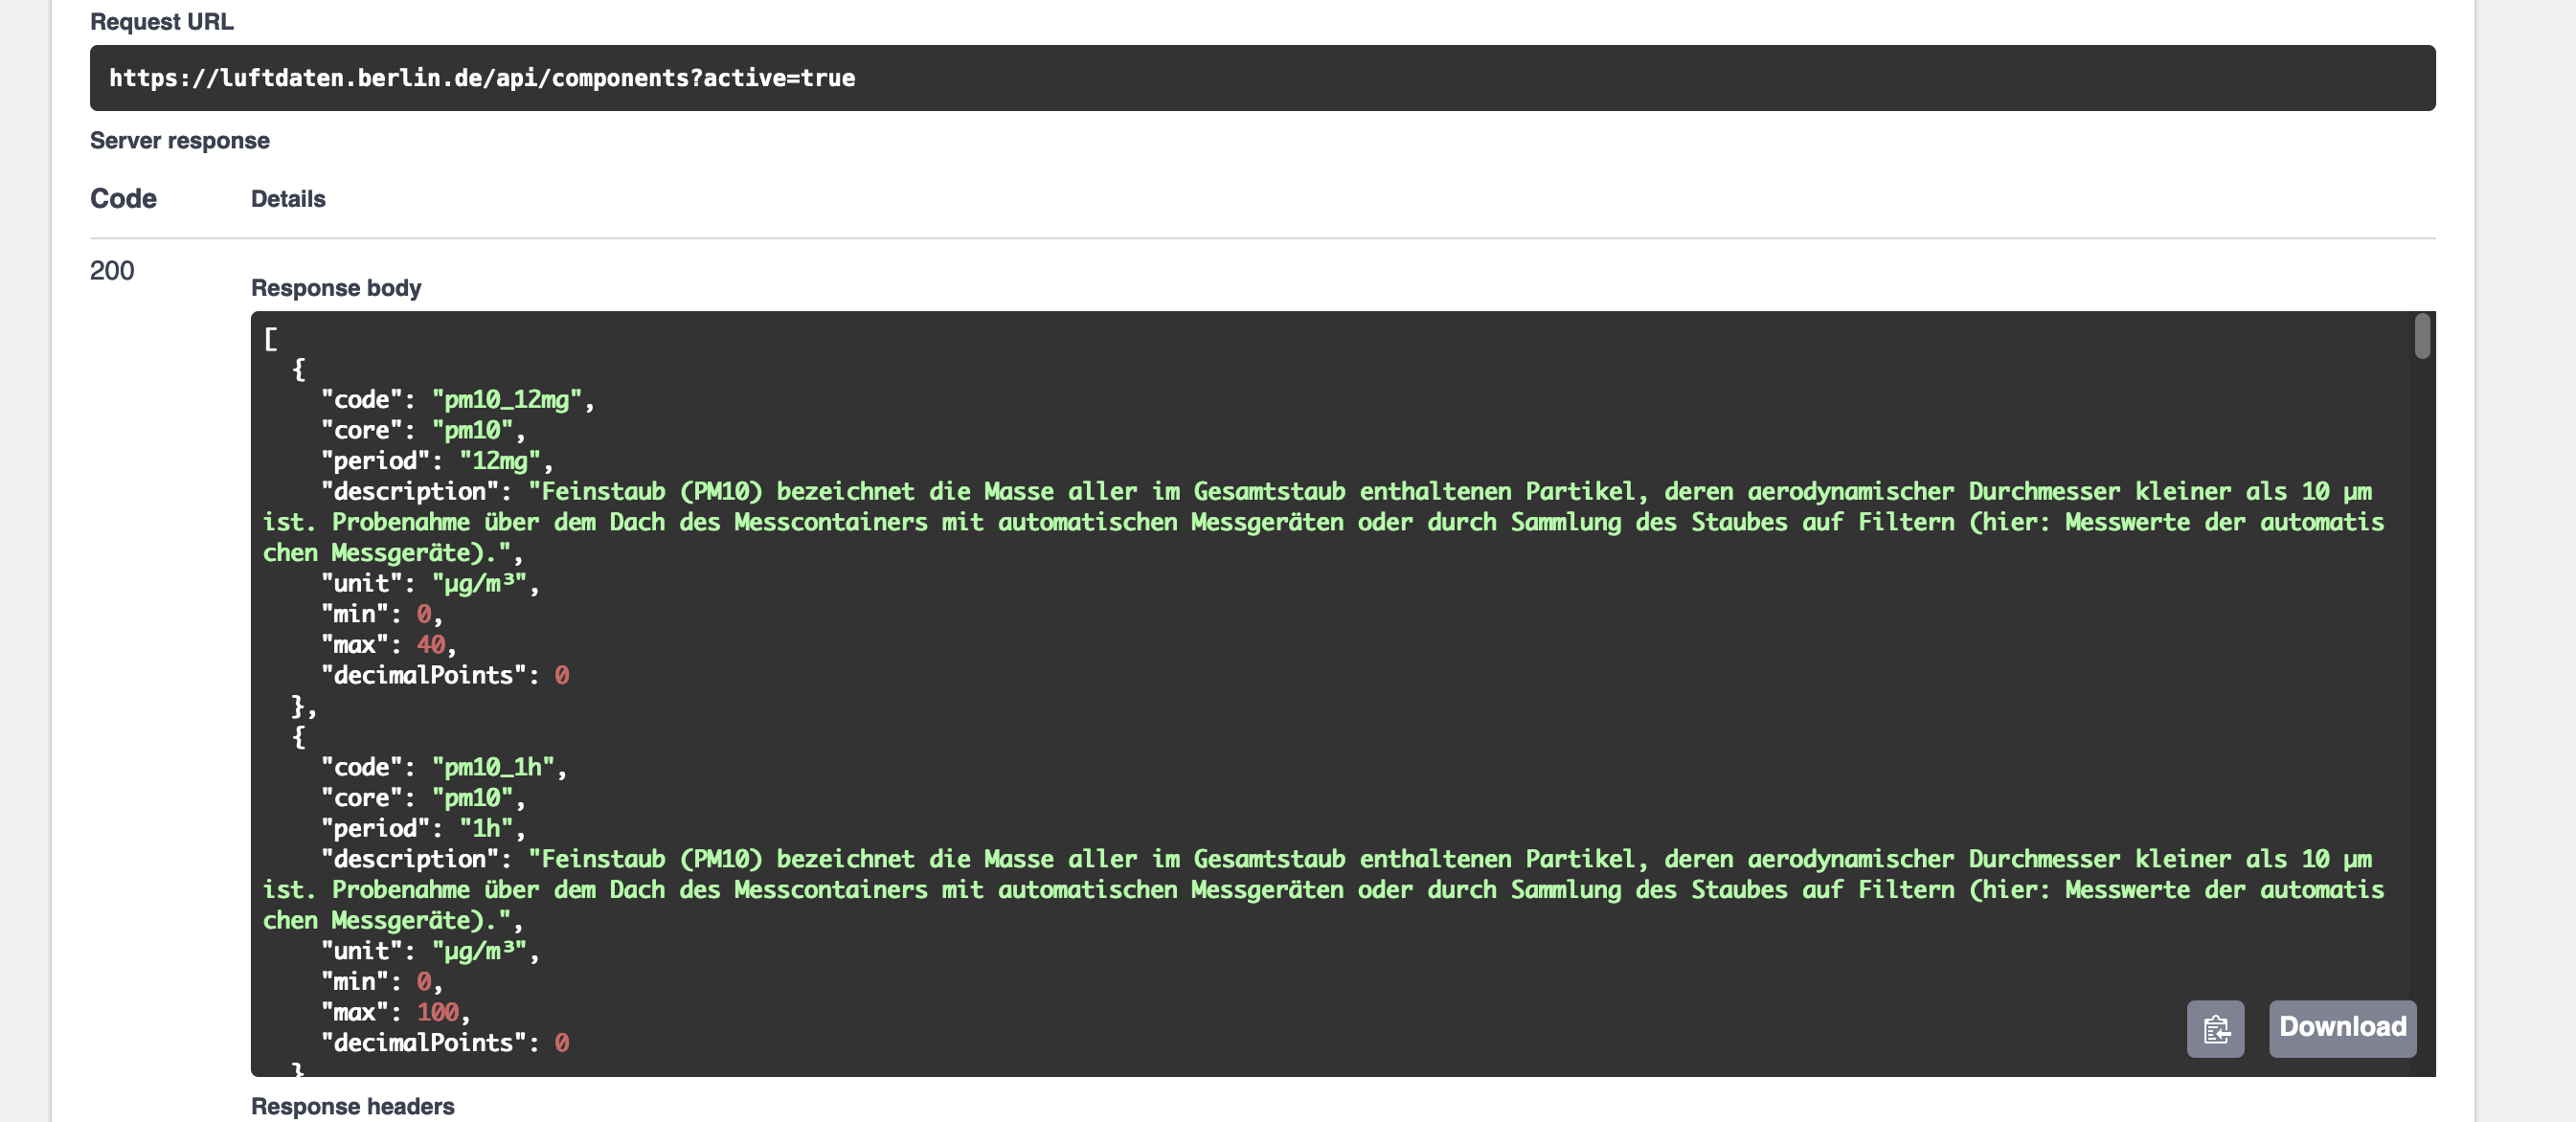 Request URL
https://luftdaten.berlin.de/api/components?active=true
Server response
Code Details
200
Response body
[
  {
    "code": "pm10_12mg",
    "core": "pm10",
    "period": "12mg",
    "description": "Feinstaub (PM10) bezeichnet die Masse aller im Gesamtstaub enthaltenen Partikel, deren aerodynamischer Durchmesser kleiner als 10 µm
ist. Probenahme über dem Dach des Messcontainers mit automatischen Messgeräten oder durch Sammlung des Staubes auf Filtern (hier: Messwerte der automatis
chen Messgeräte).",
    "unit": "µg/m³",
    "min": 0,
    "max": 40,
    "decimalPoints": 0
  },
  {
    "code": "pm10_1h",
    "core": "pm10",
    "period": "1h",
    "description": "Feinstaub (PM10) bezeichnet die Masse aller im Gesamtstaub enthaltenen Partikel, deren aerodynamischer Durchmesser kleiner als 10 µm
ist. Probenahme über dem Dach des Messcontainers mit automatischen Messgeräten oder durch Sammlung des Staubes auf Filtern (hier: Messwerte der automatis
chen Messgeräte).",
    "unit": "µg/m³",
    "min": 0,
    "max": 100,
    "decimalPoints": 0
  }
Download
Response headers